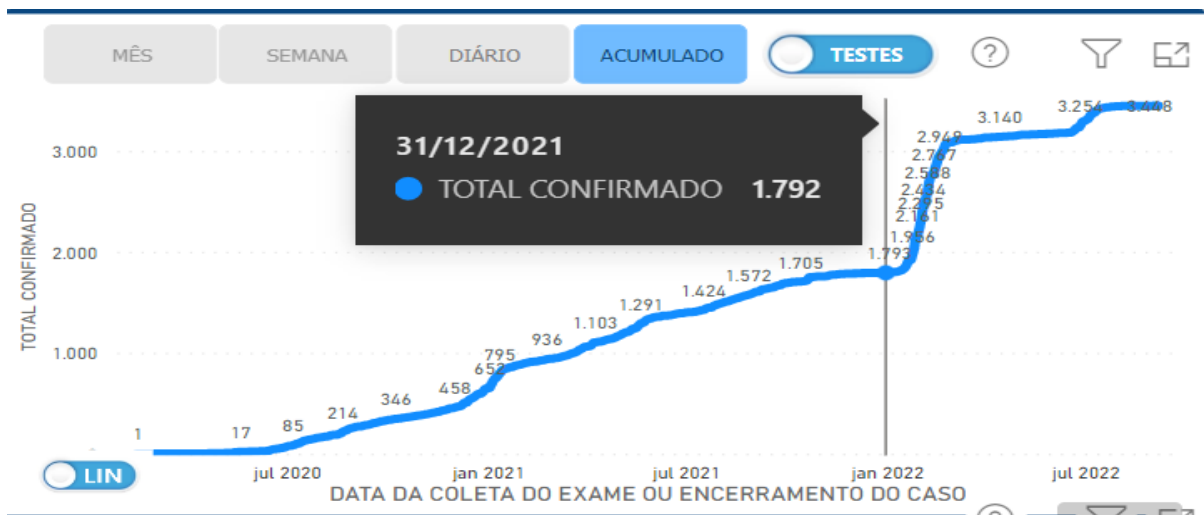 MÊS SEMANA DIÁRIO ACUMULADO TESTES ?
31/12/2021
TOTAL CONFIRMADO 1.792
TOTAL CONFIRMADO
3.000
2.000
1.000
1 17 85 214 346 458 652 795 936 1.103 1.291 1.424 1.572 1.705 1.793 1.956 2.161 2.295 2.434 2.588 2.767 2.949 3.140 3.254 3.448
LIN
jul 2020 jan 2021 jul 2021 jan 2022 jul 2022
DATA DA COLETA DO EXAME OU ENCERRAMENTO DO CASO